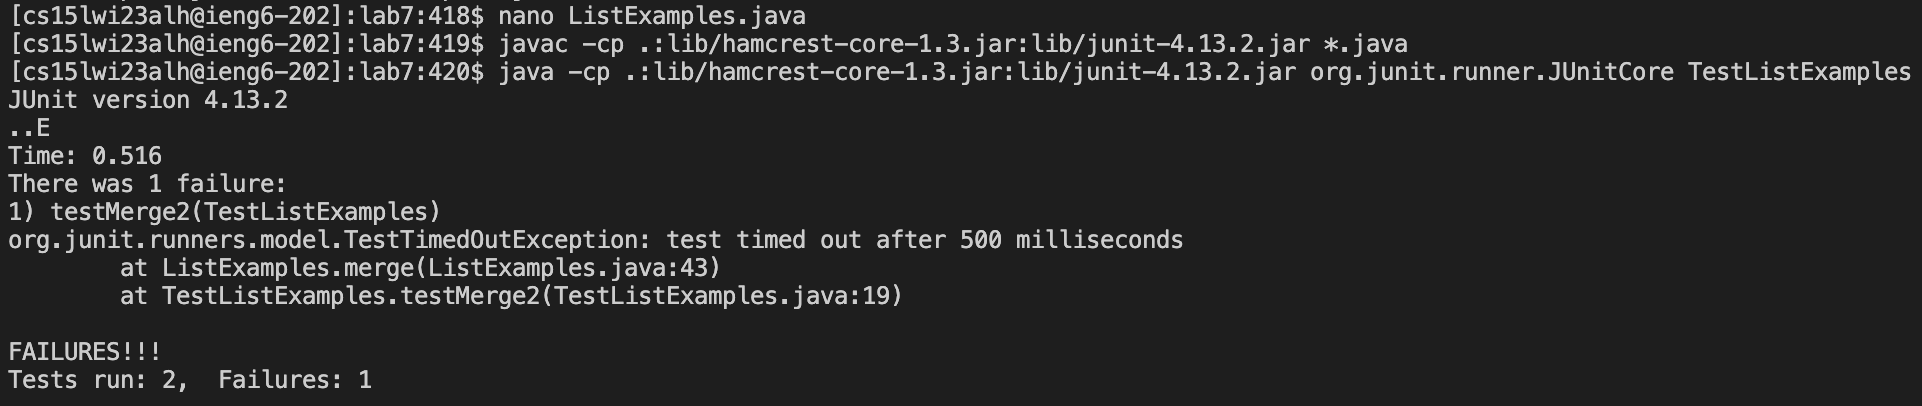 [cs15lwi23alh@ieng6-202]:lab7:418$ nano ListExamples.java
[cs15lwi23alh@ieng6-202]:lab7:419$ javac -cp .:lib/hamcrest-core-1.3.jar:lib/junit-4.13.2.jar *.java
[cs15lwi23alh@ieng6-202]:lab7:420$ java -cp .:lib/hamcrest-core-1.3.jar:lib/junit-4.13.2.jar org.junit.runner.JUnitCore TestListExamples
JUnit version 4.13.2
..E
Time: 0.516
There was 1 failure:
1) testMerge2(TestListExamples)
org.junit.runners.model.TestTimedOutException: test timed out after 500 milliseconds
        at ListExamples.merge(ListExamples.java:43)
        at TestListExamples.testMerge2(TestListExamples.java:19)

FAILURES!!!
Tests run: 2,  Failures: 1